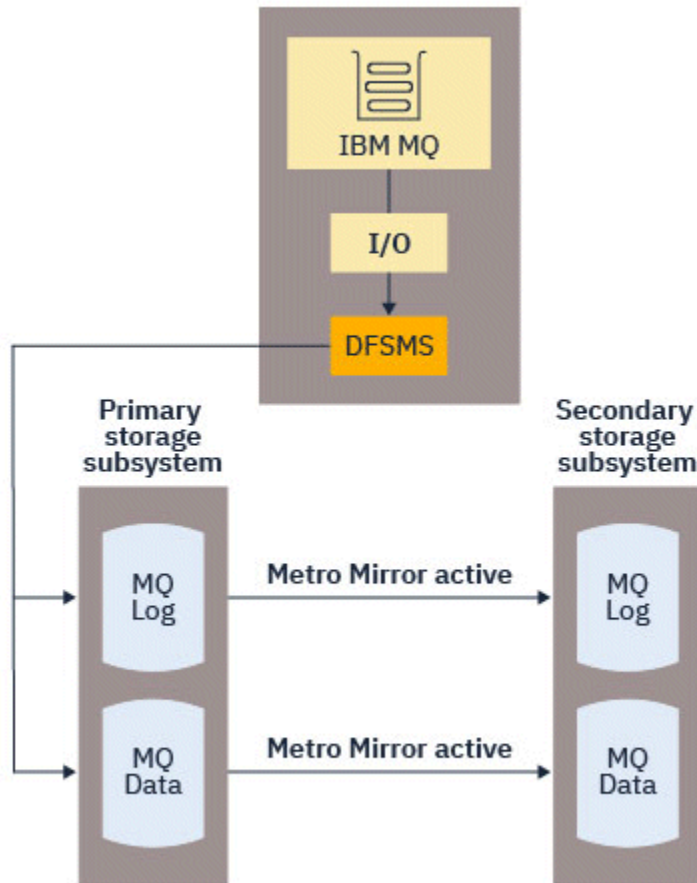 IBM MQ
I/O
DFSMS
Primary
storage
subsystem
Secondary
storage
subsystem
MQ
Log
Metro Mirror active
MQ
Log
MQ
Data
Metro Mirror active
MQ
Data